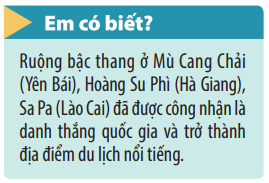 Em có biết?
Ruộng bậc thang ở Mù Cang Chải
(Yên Bái), Hoàng Su Phì (Hà Giang),
Sa Pa (Lào Cai) đã được công nhận là
danh thắng quốc gia và trở thành
địa điểm du lịch nổi tiếng.